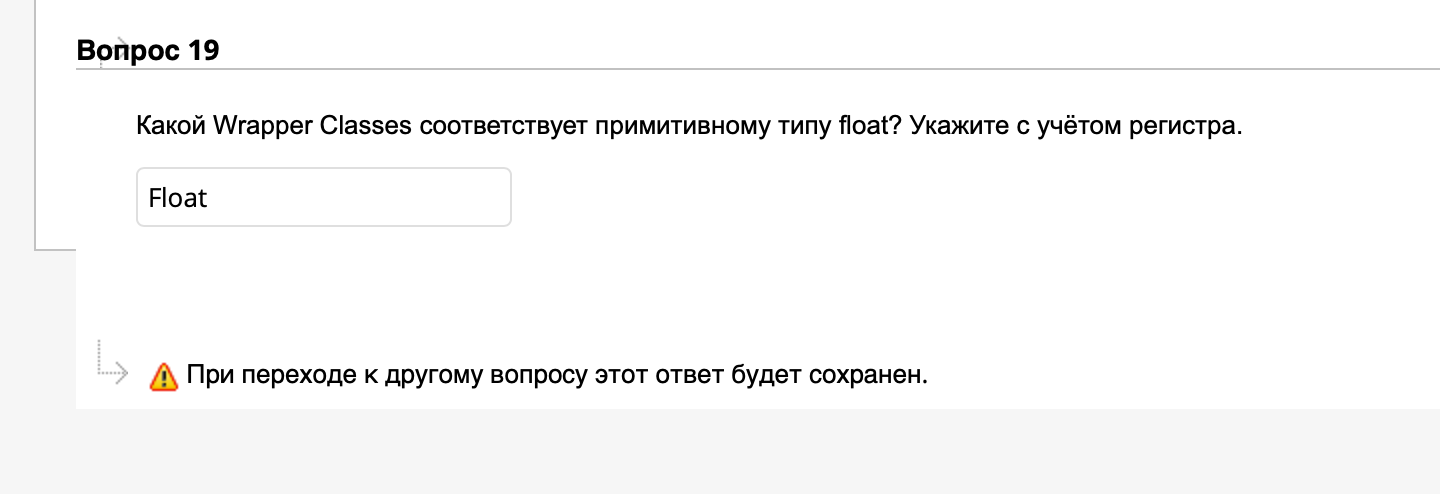 Вопрос 19
Какой Wrapper Classes соответствует примитивному типу float? Укажите с учётом регистра.
Float
При переходе к другому вопросу этот ответ будет сохранен.